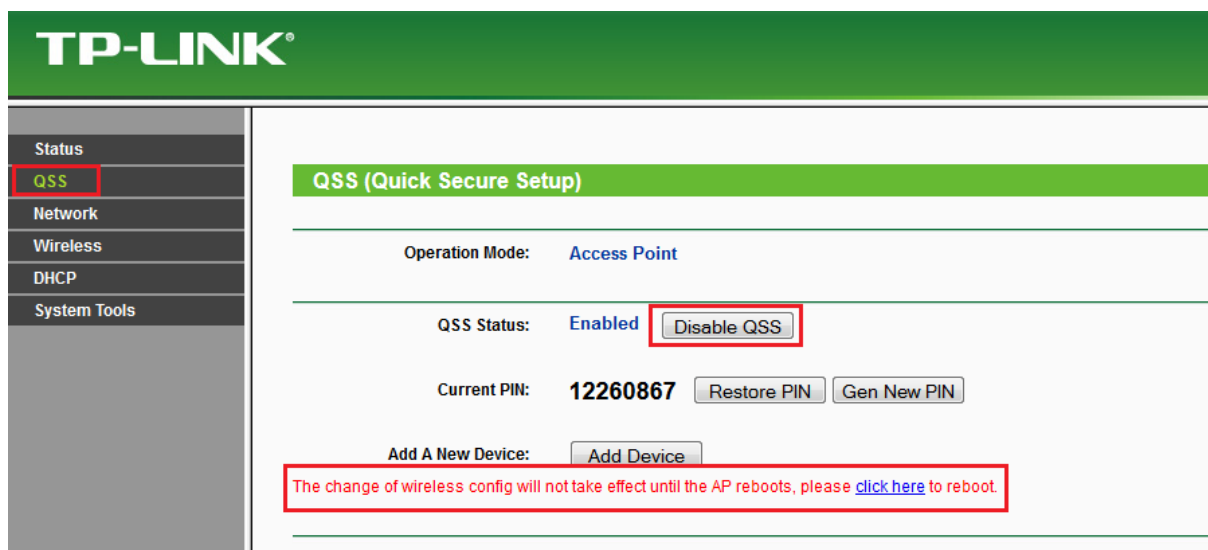 TP-LINK®
Status
QSS
Network
Wireless
DHCP
System Tools
QSS (Quick Secure Setup)
Operation Mode: Access Point
QSS Status: Enabled Disable QSS
Current PIN: 12260867 Restore PIN Gen New PIN
Add A New Device: Add Device
The change of wireless config will not take effect until the AP reboots, please click here to reboot.